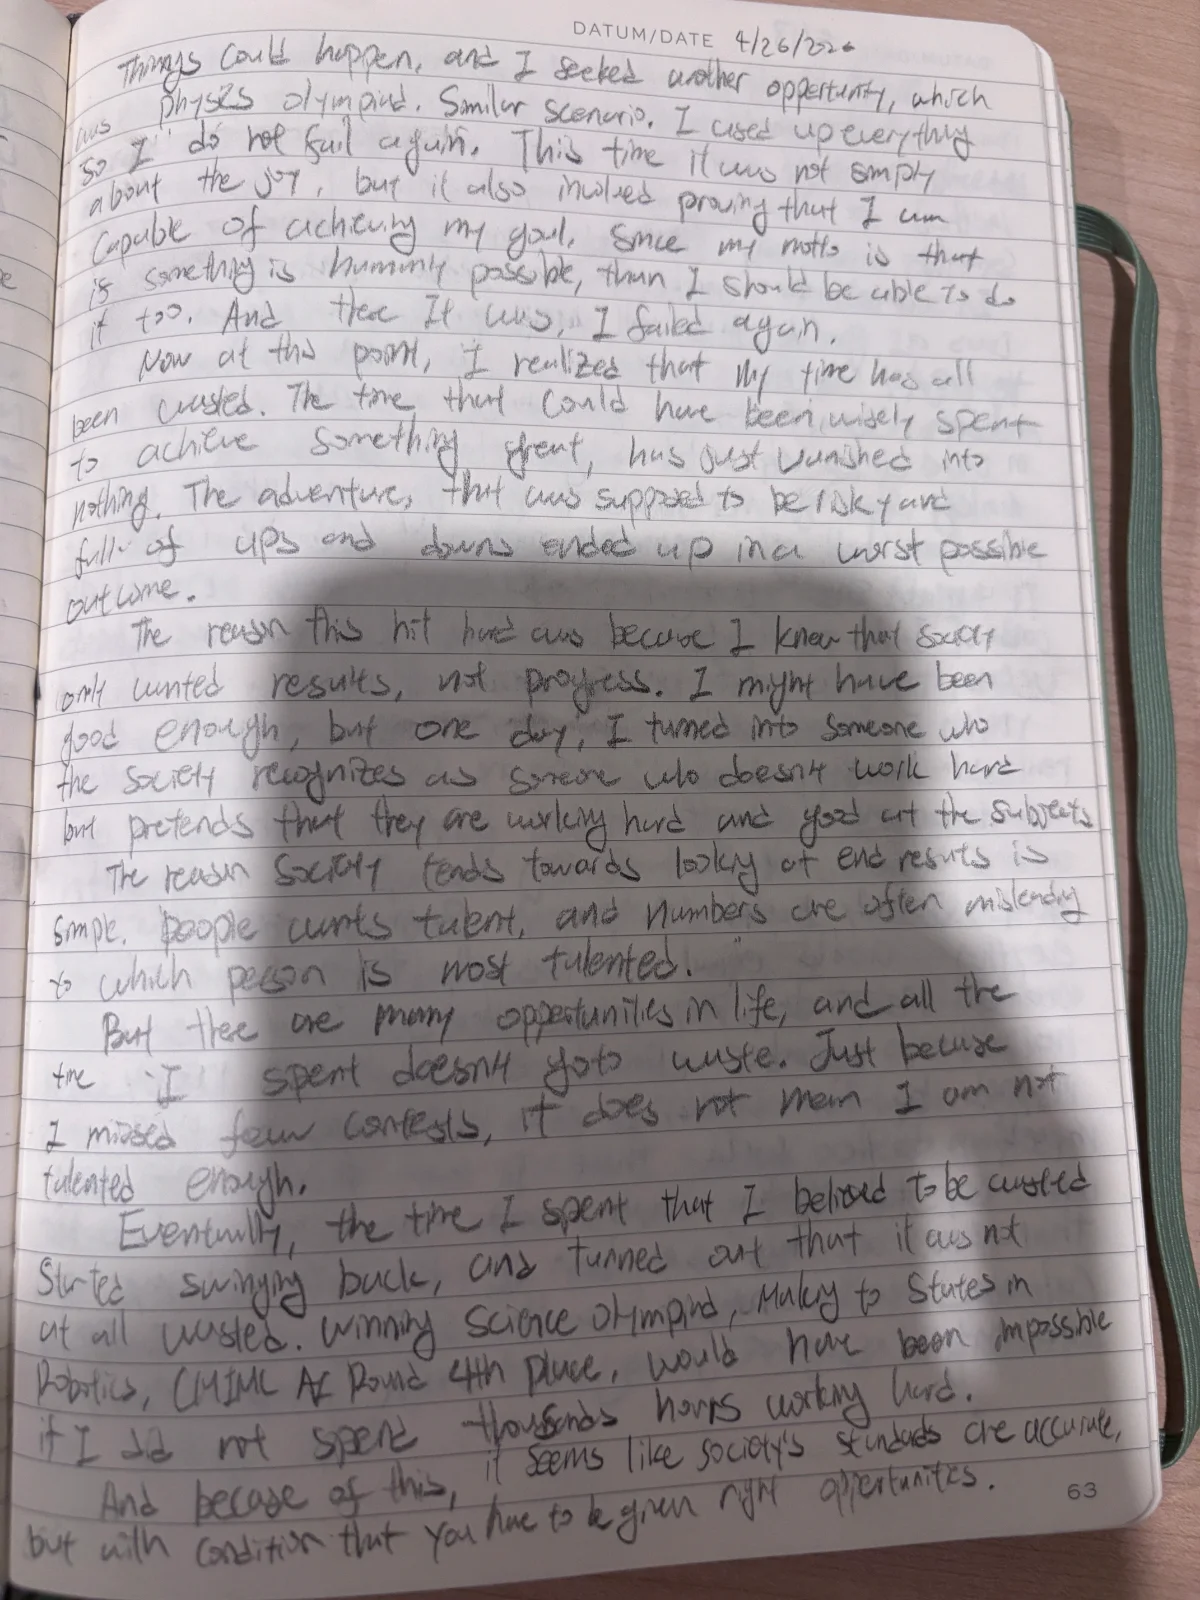 DATUM/DATE 4/26/2026
Things could happen, and I seeked another opportunity, which
was physics olympiad. Similar scenario. I used up everything
so I do not fail again. This time it was not simply
about the joy, but it also involved proving that I am
capable of achieving my goal. Since my motto is that
is something is humanly possible, than I should be able to do
it too. And there It was, I failed again.
Now at this point, I realized that my time has all
been wasted. The time that could have been wisely spent
to achieve something great, has just vanished into
nothing. The adventure, that was supposed to be risky and
full of ups and downs ended up in a worst possible
outcome.
The reason this hit hard was because I knew that society
only wanted results, not progress. I might have been
good enough, but one day, I turned into someone who
the society recognizes as someone who doesn't work hard
but pretends that they are working hard and good at the subjects
The reason society tends towards looking at end results is
simple. people wants talent, and numbers are often misleading
to which person is most talented.
But there are many opportunities in life, and all the
time I spent doesn't go to waste. Just because
I missed few contests, it does not mean I am not
talented enough.
Eventually, the time I spent that I believed to be wasted
Started swinging back, and turned out that it was not
at all wasted. Winning Science olympiad, Making to States in
Robotics, CMIMC AI Round 4th place, would have been impossible
if I did not spend thousands hours working hard.
And because of this, it seems like society's standards are accurate,
but with condition that you have to be given right opportunities.
63